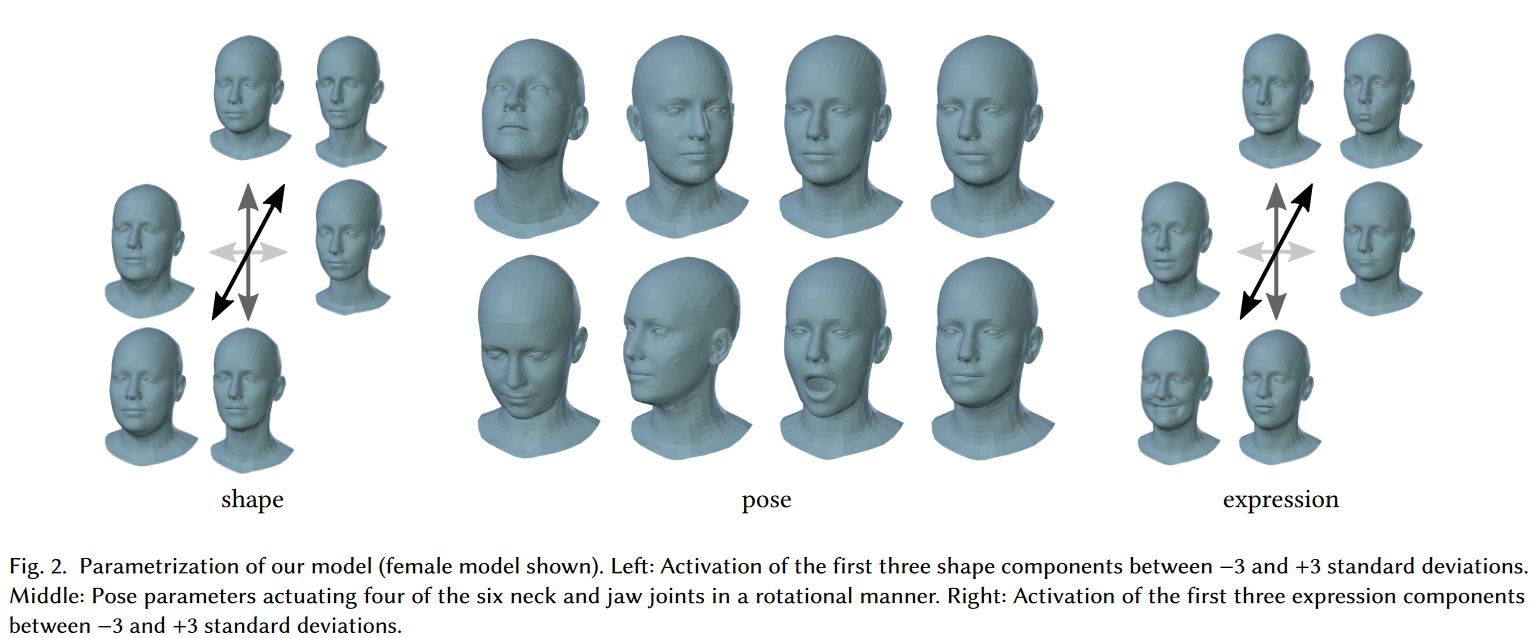 shape
pose
expression
Fig. 2. Parametrization of our model (female model shown). Left: Activation of the first three shape components between −3 and +3 standard deviations.
Middle: Pose parameters actuating four of the six neck and jaw joints in a rotational manner. Right: Activation of the first three expression components
between −3 and +3 standard deviations.